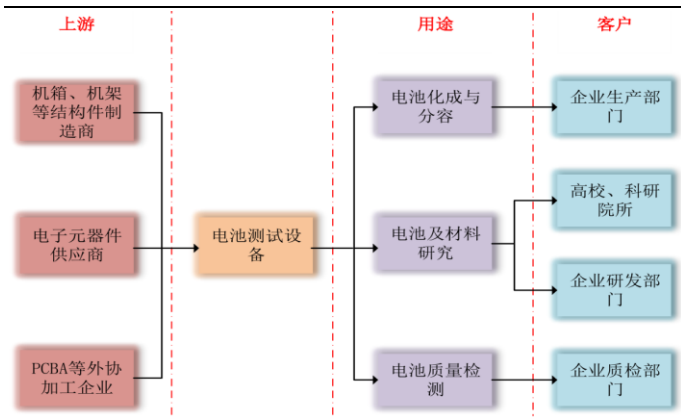 上游
用途
客户
机箱、机架
等结构件制
造商
电子元器件
供应商
PCBA等外协
加工企业
电池测试设
备
电池化成与
分容
电池及材料
研究
电池质量检
测
企业生产部
门
高校、科研
院所
企业研发部
门
企业质检部
门